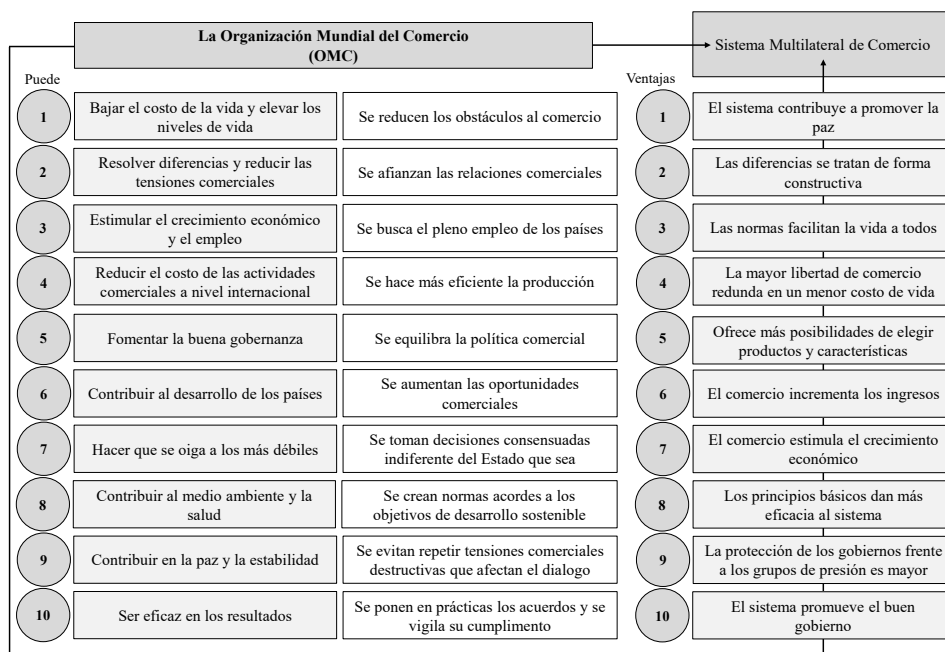 La Organización Mundial del Comercio
(OMC)
Sistema Multilateral de Comercio
Puede
Ventajas
1
Bajar el costo de la vida y elevar los
niveles de vida
Se reducen los obstáculos al comercio
1
El sistema contribuye a promover la
paz
2
Resolver diferencias y reducir las
tensiones comerciales
Se afianzan las relaciones comerciales
2
Las diferencias se tratan de forma
constructiva
3
Estimular el crecimiento económico
y el empleo
Se busca el pleno empleo de los países
3
Las normas facilitan la vida a todos
4
Reducir el costo de las actividades
comerciales a nivel internacional
Se hace más eficiente la producción
4
La mayor libertad de comercio
redunda en un menor costo de vida
5
Fomentar la buena gobernanza
Se equilibra la política comercial
5
Ofrece más posibilidades de elegir
productos y características
6
Contribuir al desarrollo de los países
Se aumentan las oportunidades
comerciales
6
El comercio incrementa los ingresos
7
Hacer que se oiga a los más débiles
Se toman decisiones consensuadas
indiferente del Estado que sea
7
El comercio estimula el crecimiento
económico
8
Contribuir al medio ambiente y la
salud
Se crean normas acordes a los
objetivos de desarrollo sostenible
8
Los principios básicos dan más
eficacia al sistema
9
Contribuir en la paz y la estabilidad
Se evitan repetir tensiones comerciales
destructivas que afectan el dialogo
9
La protección de los gobiernos frente
a los grupos de presión es mayor
10
Ser eficaz en los resultados
Se ponen en prácticas los acuerdos y se
vigila su cumplimento
10
El sistema promueve el buen
gobierno